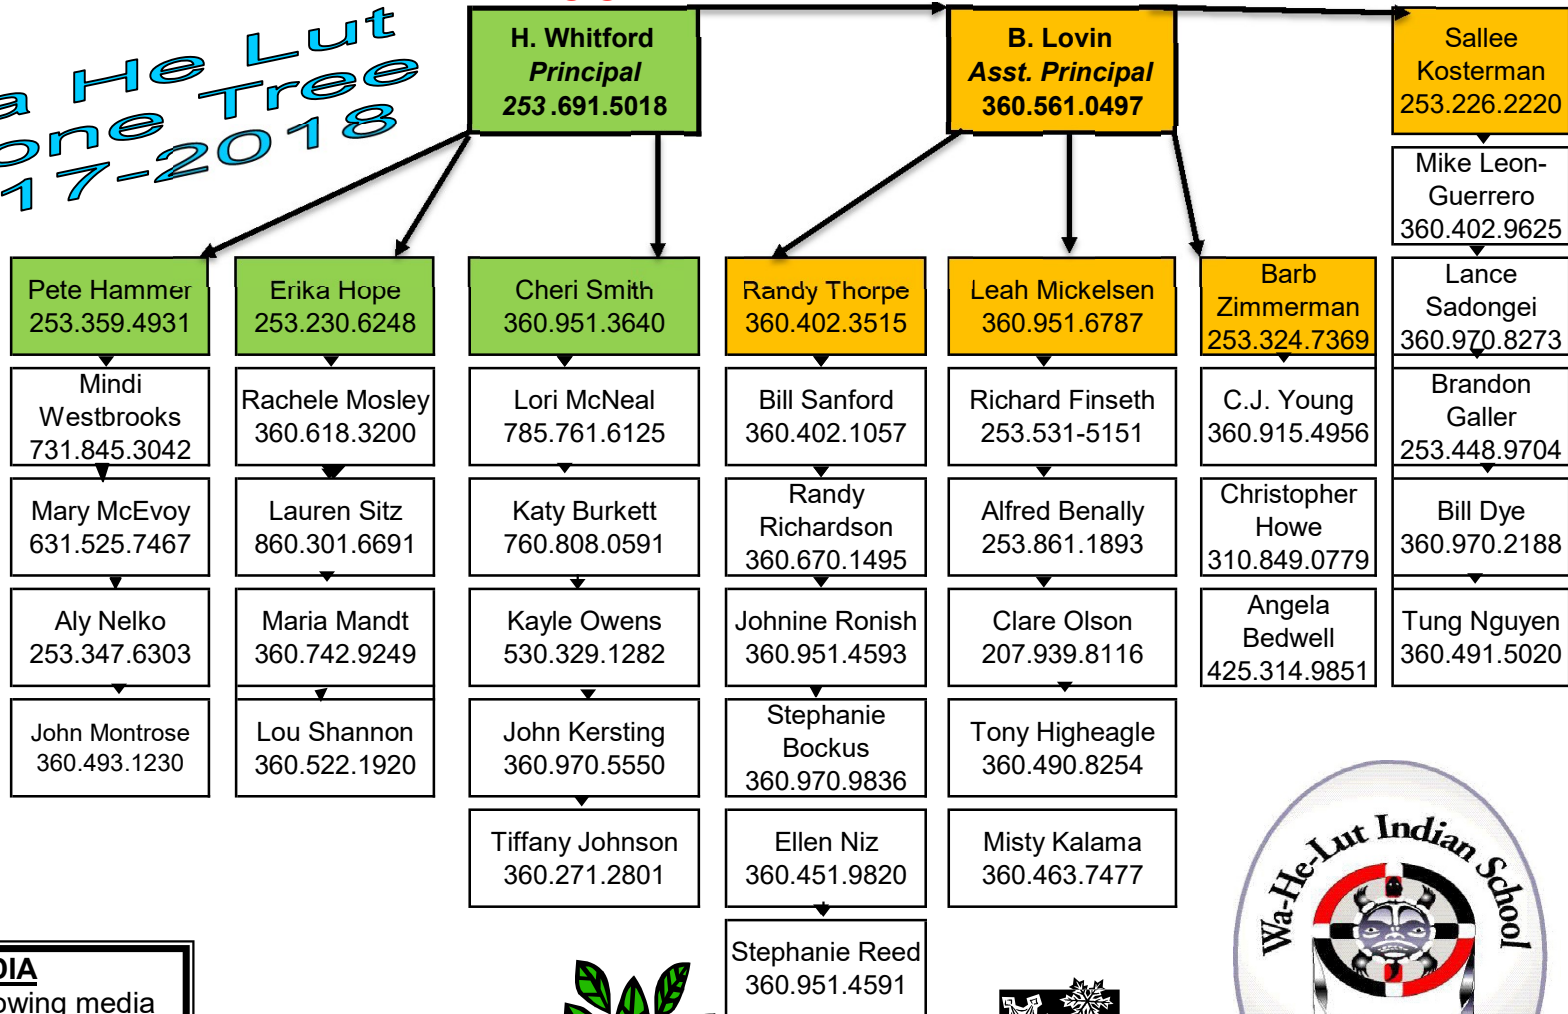 a He Lut
one Tree
17-2018
H. Whitford
Principal
253.691.5018
B. Lovin
Asst. Principal
360.561.0497
Sallee
Kosterman
253.226.2220
Mike Leon-
Guerrero
360.402.9625
Pete Hammer
253.359.4931
Erika Hope
253.230.6248
Cheri Smith
360.951.3640
Randy Thorpe
360.402.3515
Leah Mickelsen
360.951.6787
Barb
Zimmerman
253.324.7369
Lance
Sadongei
360.970.8273
Mindi
Westbrooks
731.845.3042
Rachele Mosley
360.618.3200
Lori McNeal
785.761.6125
Bill Sanford
360.402.1057
Richard Finseth
253.531-5151
C.J. Young
360.915.4956
Brandon
Galler
253.448.9704
Mary McEvoy
631.525.7467
Lauren Sitz
860.301.6691
Katy Burkett
760.808.0591
Randy
Richardson
360.670.1495
Alfred Benally
253.861.1893
Christopher
Howe
310.849.0779
Bill Dye
360.970.2188
Aly Nelko
253.347.6303
Maria Mandt
360.742.9249
Kayle Owens
530.329.1282
Johnine Ronish
360.951.4593
Clare Olson
207.939.8116
Angela
Bedwell
425.314.9851
Tung Nguyen
360.491.5020
John Montrose
360.493.1230
Lou Shannon
360.522.1920
John Kersting
360.970.5550
Stephanie
Bockus
360.970.9836
Tony Higheagle
360.490.8254
Tiffany Johnson
360.271.2801
Ellen Niz
360.451.9820
Misty Kalama
360.463.7477
Stephanie Reed
360.951.4591
Wa-He-Lut Indian School
DIA
owing media